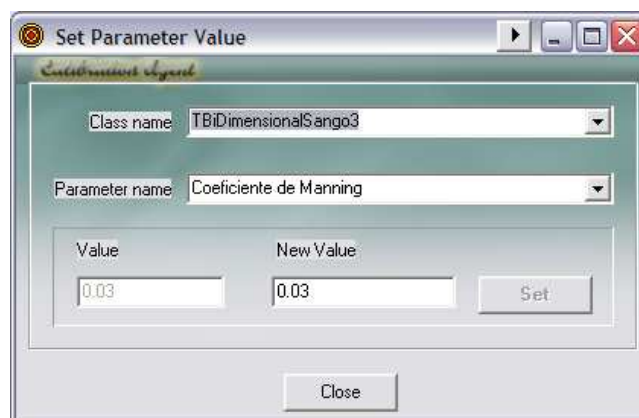 Set Parameter Value
Calibration Agent
Class name TBiDimensionalSango3
Parameter name Coeficiente de Manning
Value New Value
0.03 0.03 Set
Close